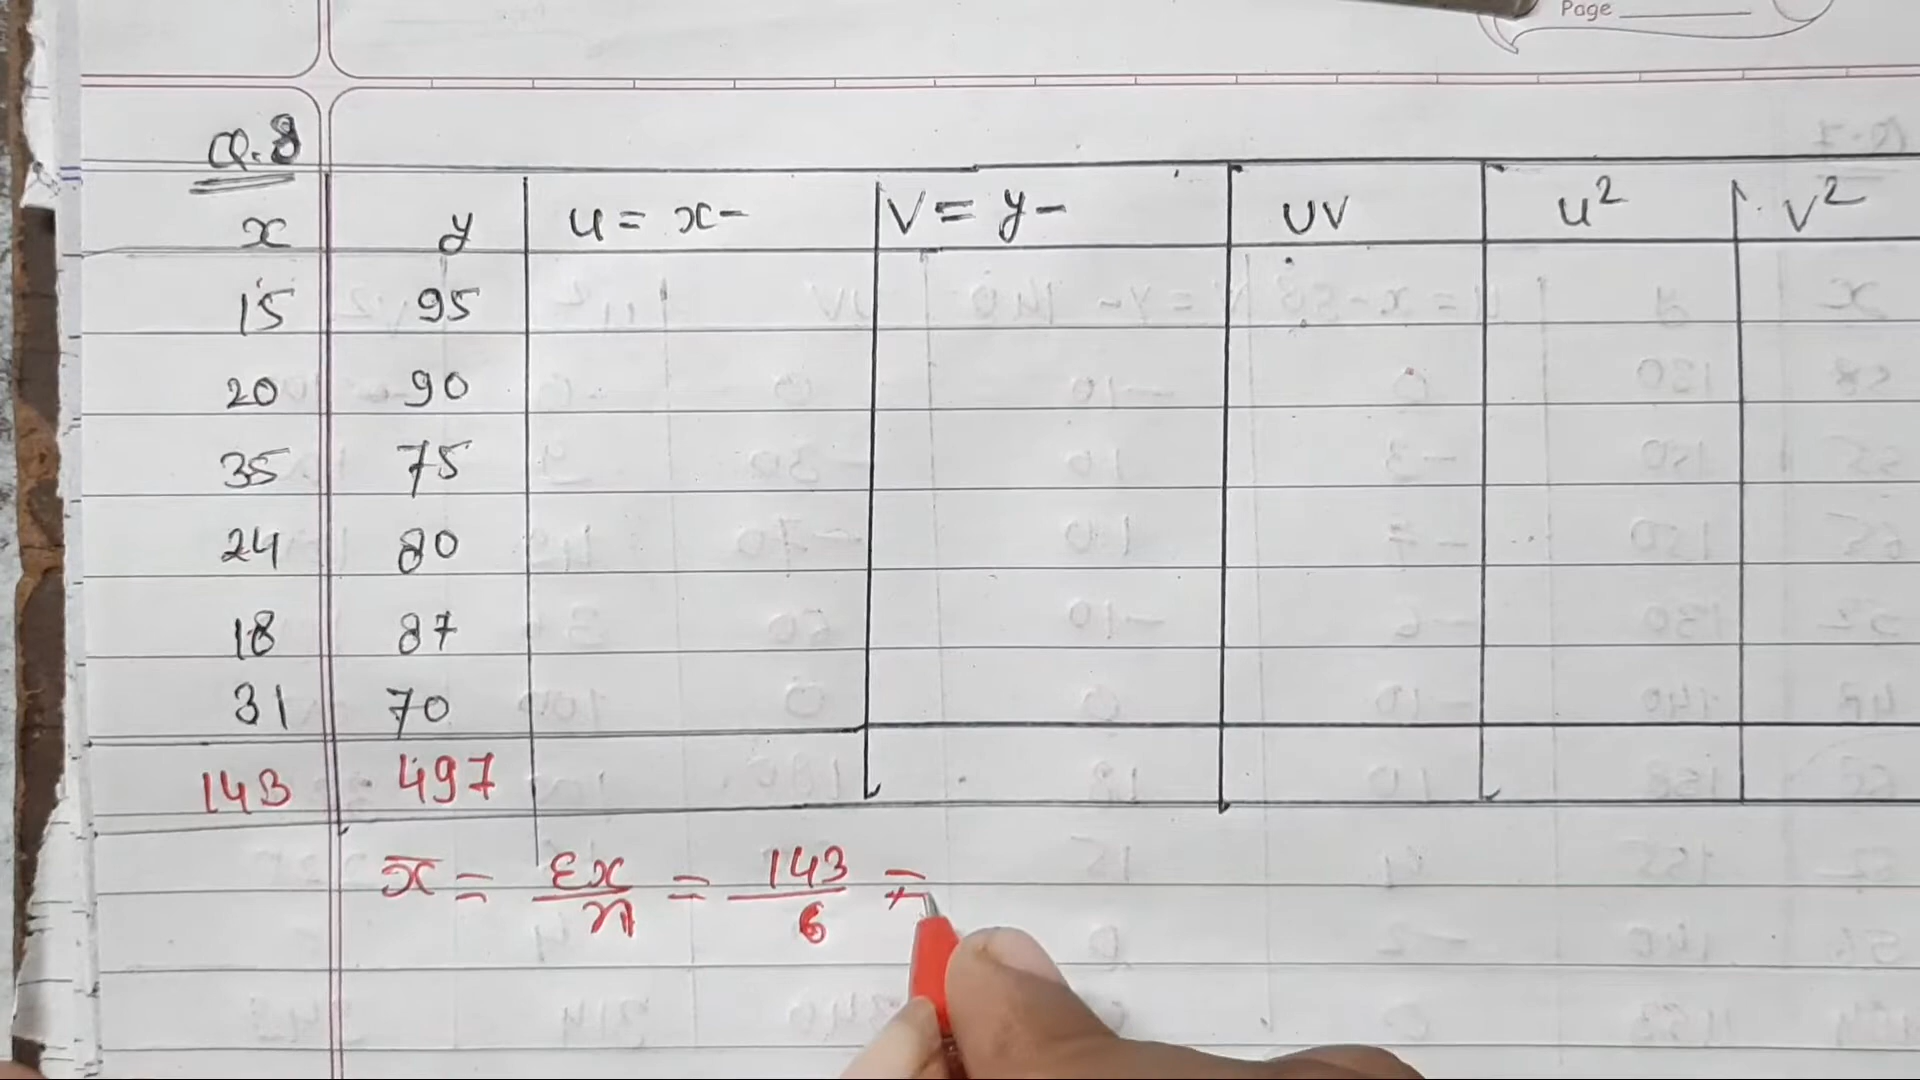 Page
Q.8
x y u = x- V = y- UV u² V²
15 95
20 90
35 75
24 80
18 87
31 70
143 497
x̄ = Σx/n = 143/6 =